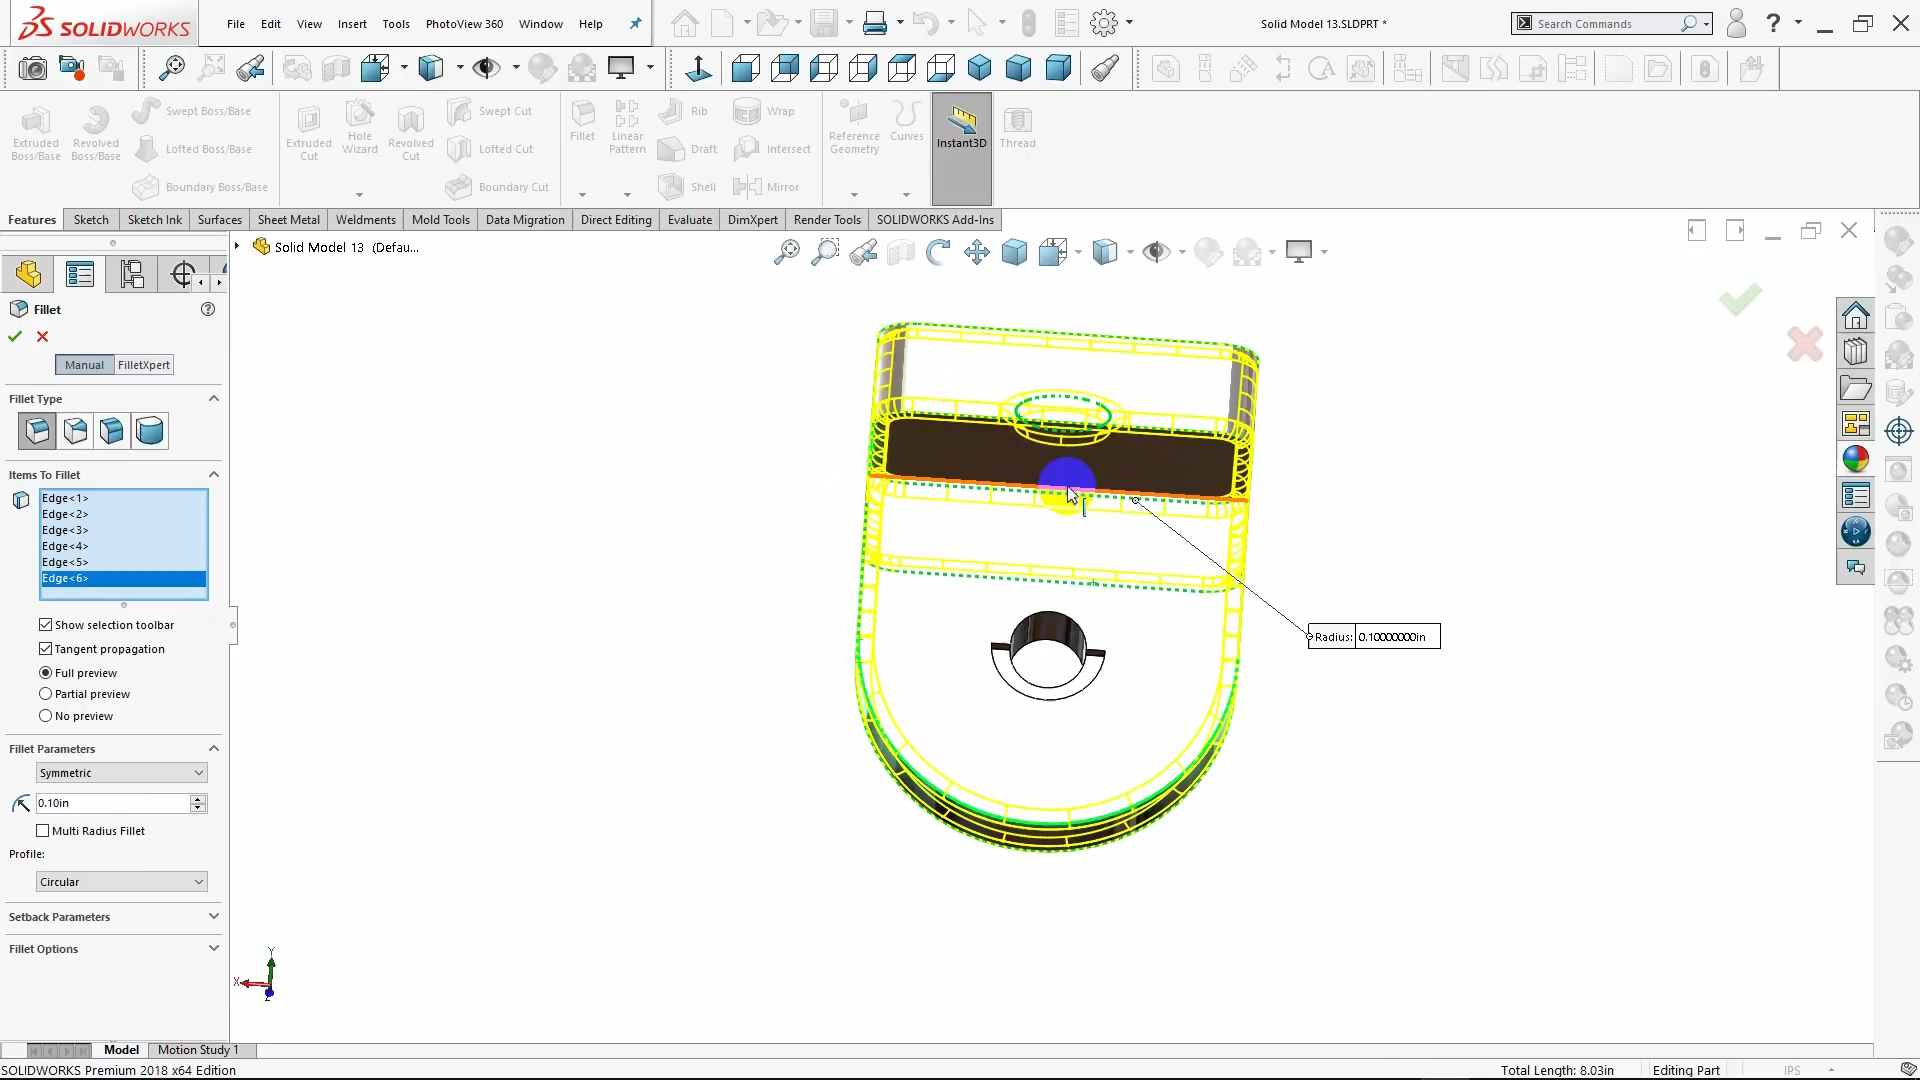 SOLIDWORKS
File Edit View Insert Tools PhotoView 360 Window Help
Solid Model 13.SLDPRT *
Search Commands
Extruded Boss/Base
Revolved Boss/Base
Swept Boss/Base
Lofted Boss/Base
Boundary Boss/Base
Extruded Cut
Hole Wizard
Revolved Cut
Swept Cut
Lofted Cut
Boundary Cut
Fillet
Linear Pattern
Rib
Draft
Shell
Wrap
Intersect
Mirror
Reference Geometry
Curves
Instant3D
Thread
Features Sketch Sketch Ink Surfaces Sheet Metal Weldments Mold Tools Data Migration Direct Editing Evaluate DimXpert Render Tools SOLIDWORKS Add-Ins
Solid Model 13 (Defau...
Fillet
Manual FilletXpert
Fillet Type
Items To Fillet
Edge<1>
Edge<2>
Edge<3>
Edge<4>
Edge<5>
Edge<6>
Show selection toolbar
Tangent propagation
Full preview
Partial preview
No preview
Radius: 0.10000000in
Fillet Parameters
Symmetric
0.10in
Multi Radius Fillet
Profile:
Circular
Setback Parameters
Fillet Options
Y
X
Z
Model Motion Study 1
SOLIDWORKS Premium 2018 x64 Edition
Total Length: 8.03in Editing Part IPS